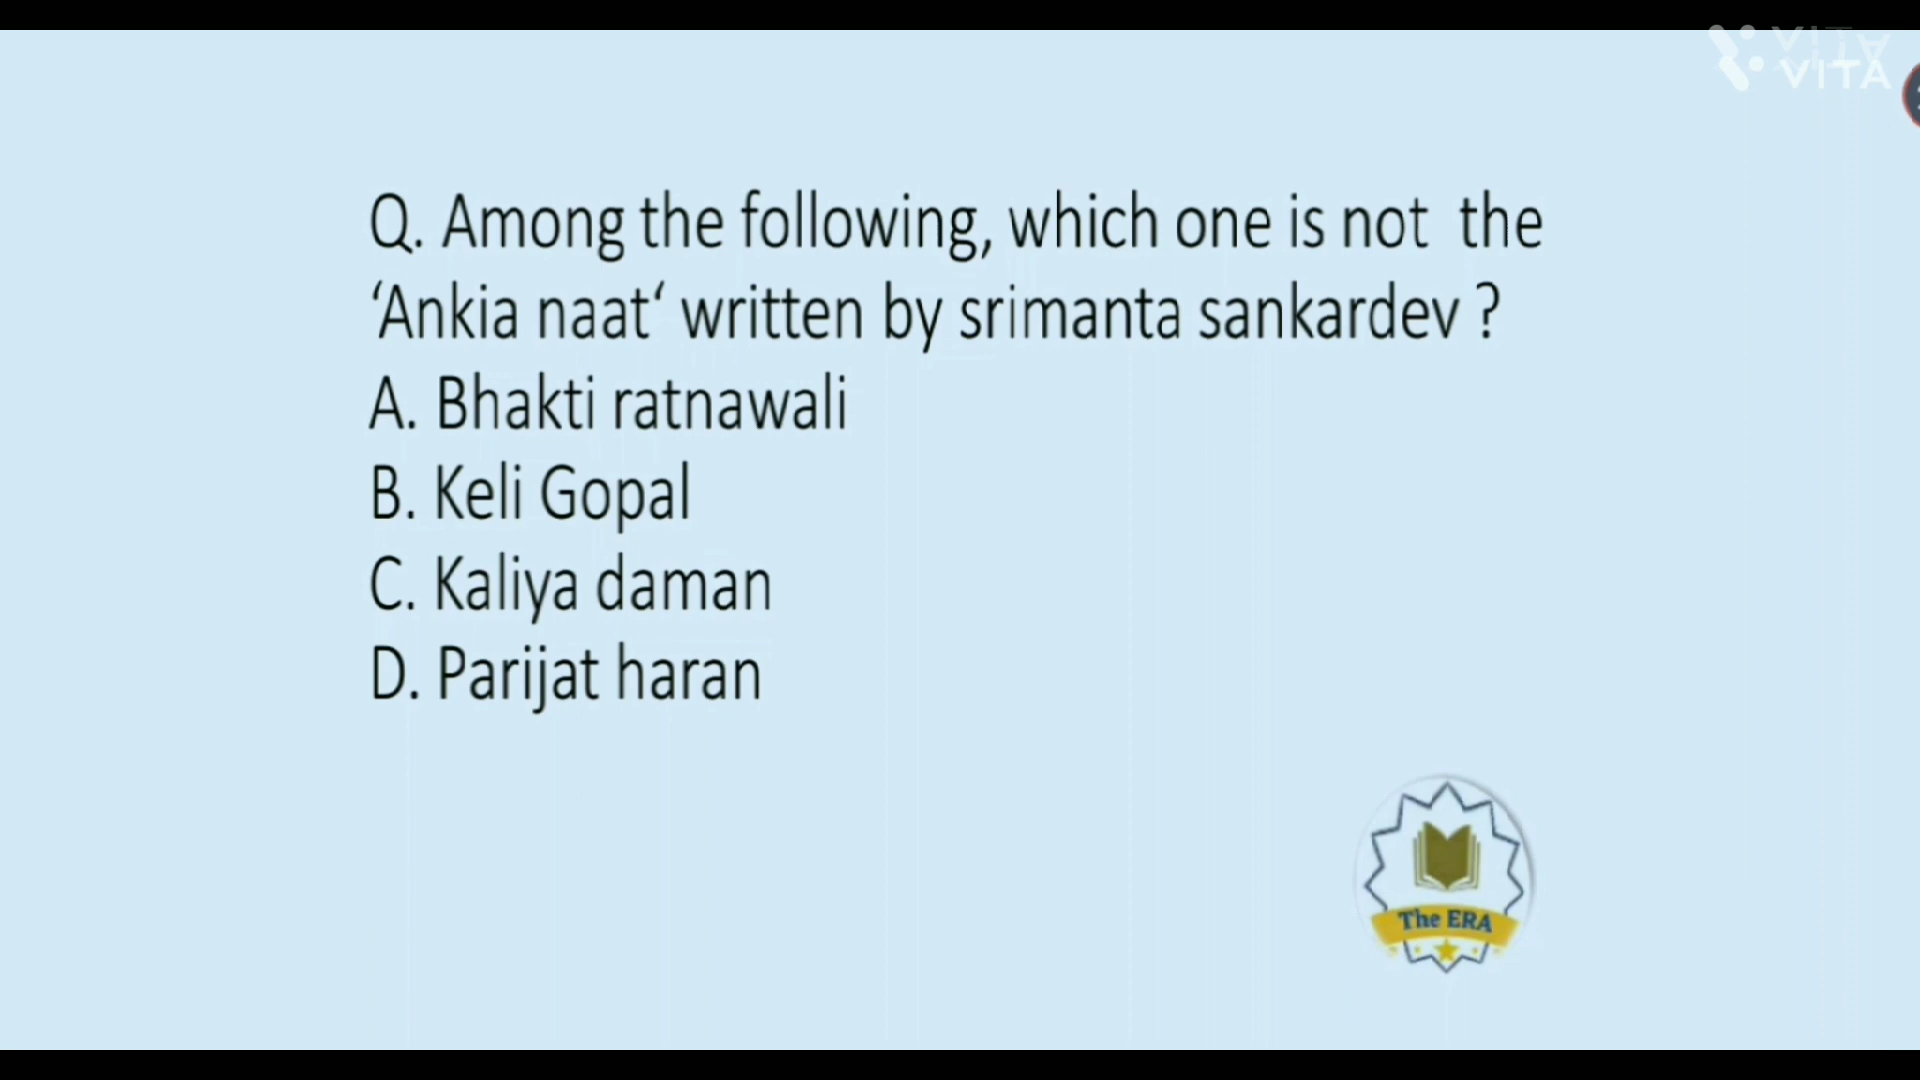 VITA
VITA
Q. Among the following, which one is not the
‘Ankia naat‘ written by srimanta sankardev ?
A. Bhakti ratnawali
B. Keli Gopal
C. Kaliya daman
D. Parijat haran
The ERA